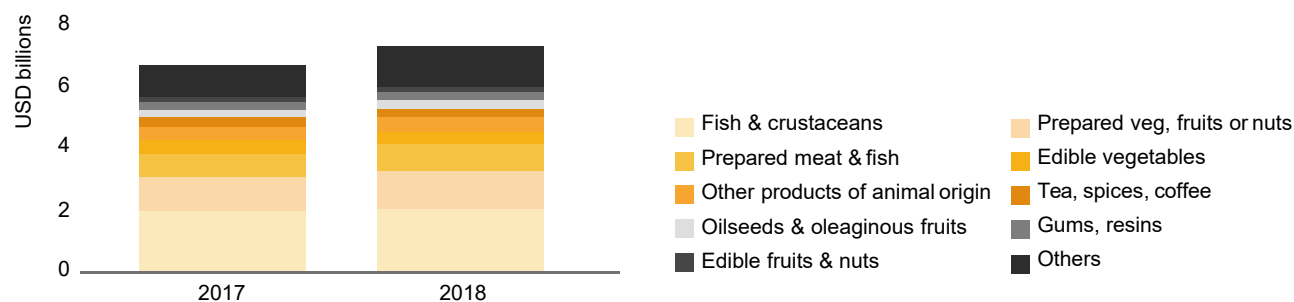 USD billions
8
6
4
2
0
2017
2018
Fish & crustaceans
Prepared veg, fruits or nuts
Prepared meat & fish
Edible vegetables
Other products of animal origin
Tea, spices, coffee
Oilseeds & oleaginous fruits
Gums, resins
Edible fruits & nuts
Others